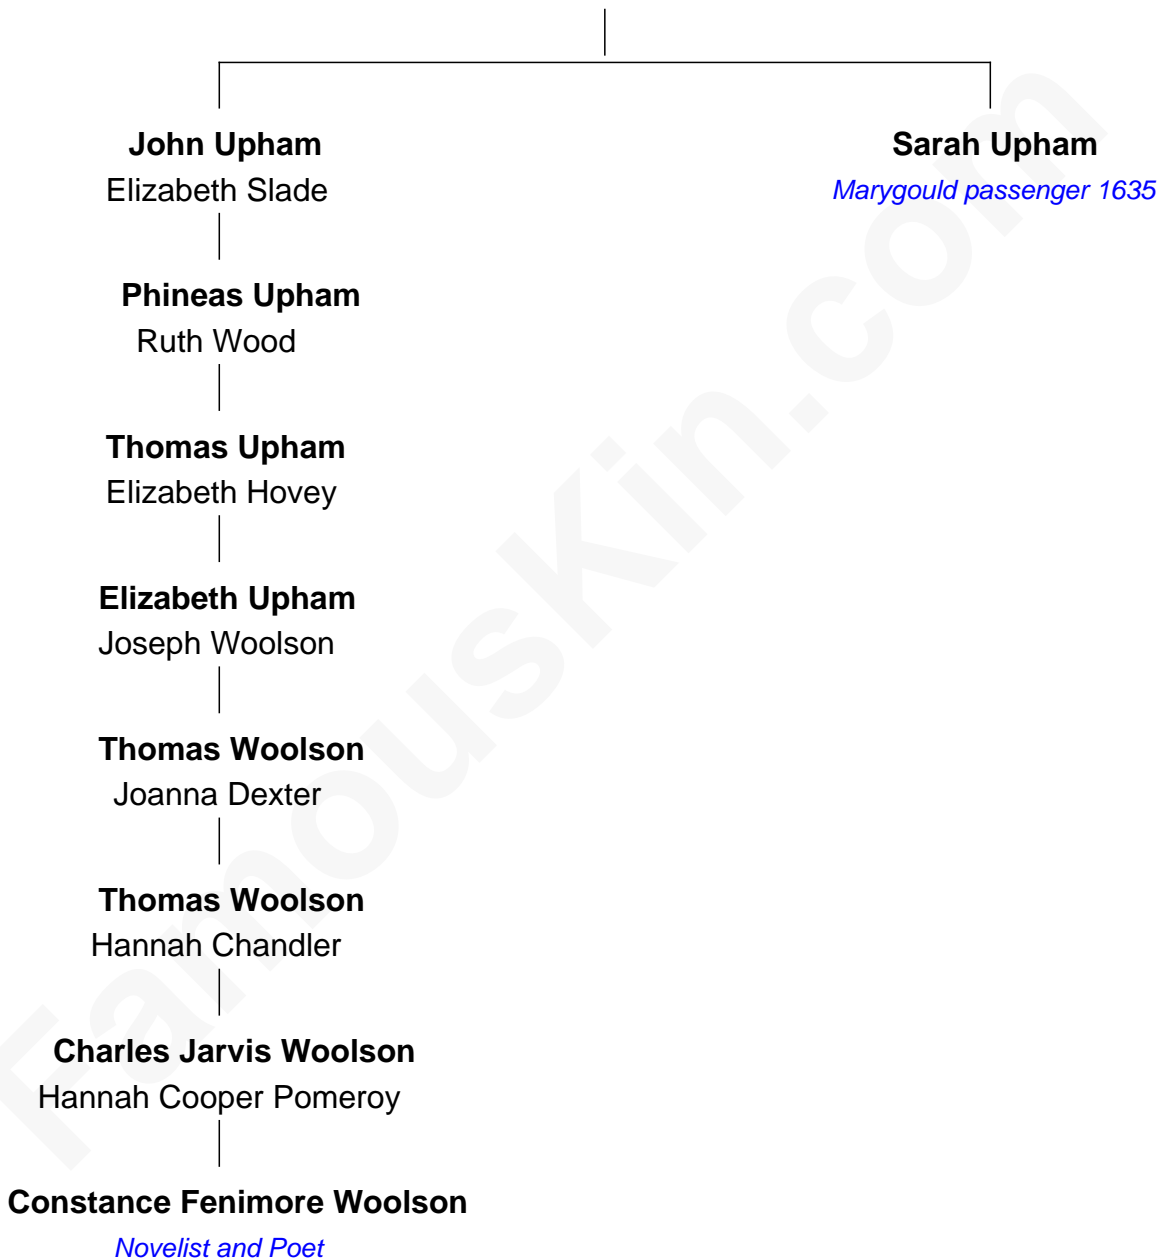 John Upham
Elizabeth Slade
Sarah Upham
Marygould passenger 1635
Phineas Upham
Ruth Wood
Thomas Upham
Elizabeth Hovey
Elizabeth Upham
Joseph Woolson
Thomas Woolson
Joanna Dexter
Thomas Woolson
Hannah Chandler
Charles Jarvis Woolson
Hannah Cooper Pomeroy
Constance Fenimore Woolson
Novelist and Poet
FamousKin.com